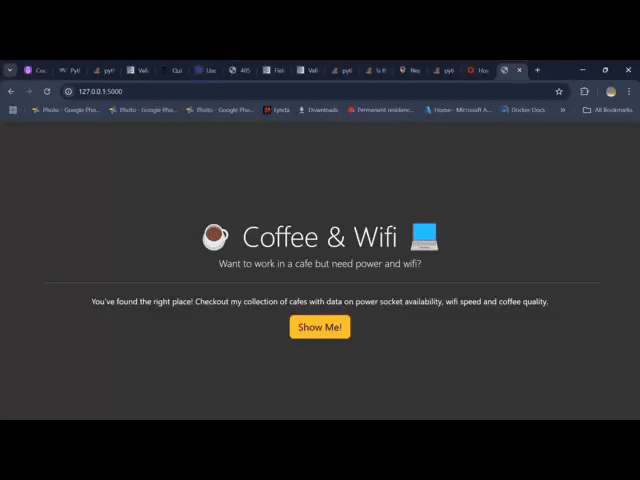 Cou
Pyt
pyt
Vali
Qui
Use
405
Fiel
Vali
pyt
Is th
Nep
pyt
How
127.0.0.1:5000
Photo - Google Pho...
Photo - Google Pho...
Photo - Google Pho...
Lynda
Downloads
Permanent residenc...
Home - Microsoft A...
Docker Docs
All Bookmarks
Coffee & Wifi
Want to work in a cafe but need power and wifi?
You've found the right place! Checkout my collection of cafes with data on power socket availability, wifi speed and coffee quality.
Show Me!